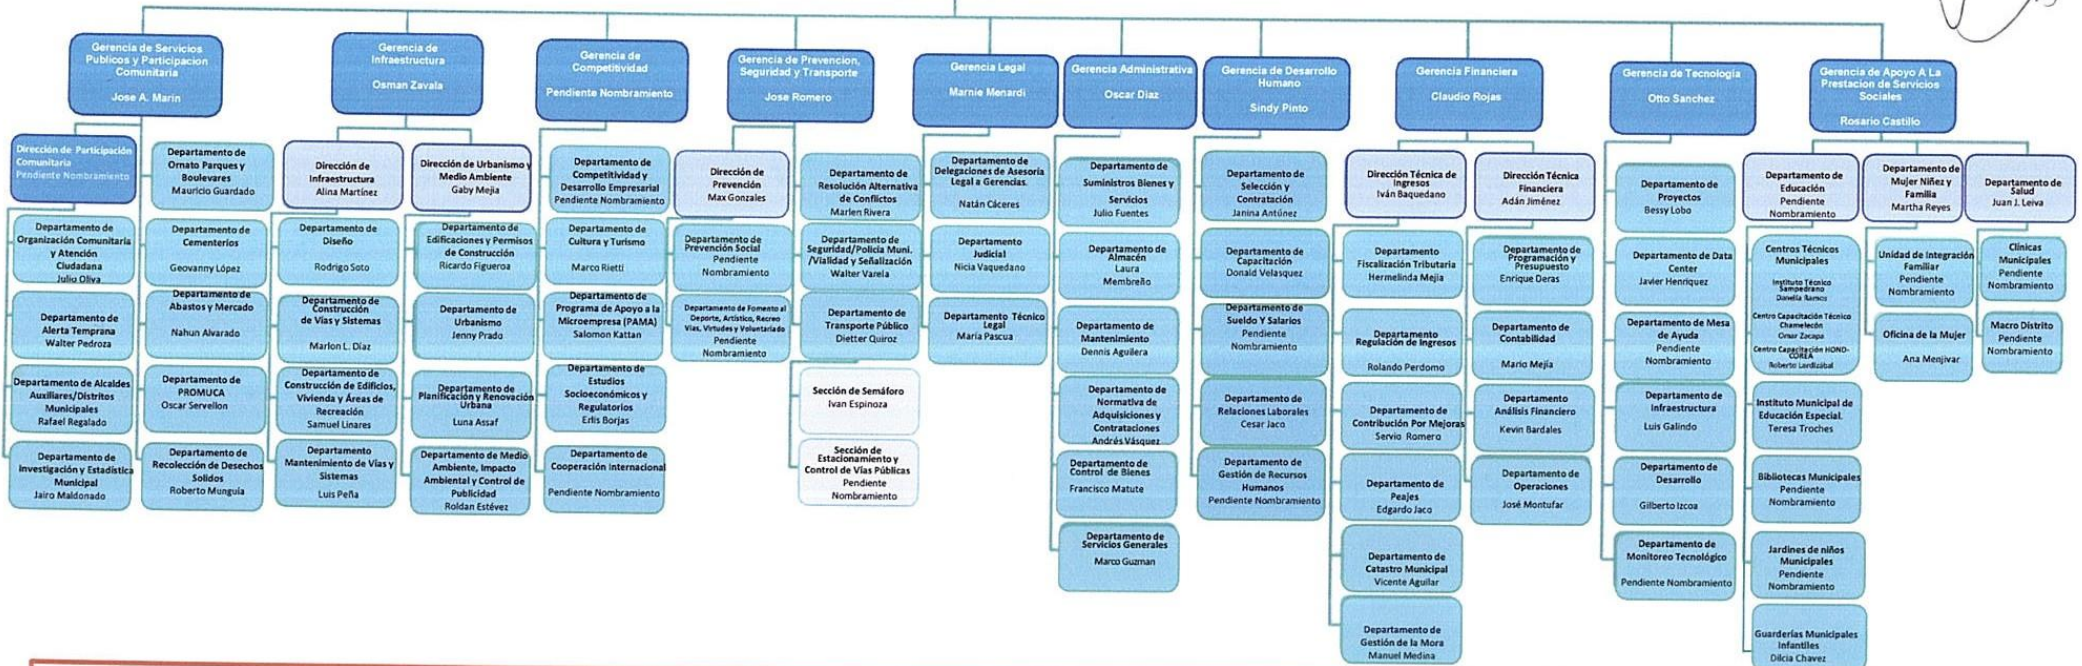 Gerencia de Servicios
Publicos y Participacion
Comunitaria
Jose A. Marin
Gerencia de
Infraestructura
Osman Zavala
Gerencia de
Competitividad
Pendiente Nombramiento
Gerencia de Prevencion,
Seguridad y Transporte
Jose Romero
Gerencia Legal
Marnie Menardi
Gerencia Administrativa
Oscar Diaz
Gerencia de Desarrollo
Humano
Sindy Pinto
Gerencia Financiera
Claudio Rojas
Gerencia de Tecnología
Otto Sanchez
Gerencia de Apoyo A La
Prestacion de Servicios
Sociales
Rosario Castillo
Dirección de Participación
Comunitaria
Pendiente Nombramiento
Departamento de
Organización Comunitaria
y Atención
Ciudadana
Julio Oliva
Departamento de
Alerta Temprana
Walter Pedroza
Departamento de Alcaldes
Auxiliares/Distritos
Municipales
Rafael Regalado
Departamento de
Investigación y Estadística
Municipal
Jairo Maldonado
Departamento de
Ornato Parques y
Boulevares
Mauricio Guardado
Departamento de
Cementerios
Geovanny López
Departamento de
Abastos y Mercado
Nahun Alvarado
Departamento de
PROMUCA
Oscar Servellon
Departamento de
Recolección de Desechos
Solidos
Roberto Munguía
Dirección de
Infraestructura
Alina Martínez
Departamento de
Diseño
Rodrigo Soto
Departamento de
Construcción
de Vías y Sistemas
Marlon L. Díaz
Departamento de
Construcción de Edificios,
Vivienda y Áreas de
Recreación
Samuel Linares
Departamento
Mantenimiento de Vías y
Sistemas
Luis Peña
Dirección de Urbanismo y
Medio Ambiente
Gaby Mejia
Departamento de
Edificaciones y Permisos
de Construcción
Ricardo Figueroa
Departamento de
Urbanismo
Jenny Prado
Departamento de
Planificación y Renovación
Urbana
Luna Assaf
Departamento de Medio
Ambiente, Impacto
Ambiental y Control de
Publicidad
Roldan Estévez
Departamento de
Competitividad y
Desarrollo Empresarial
Pendiente Nombramiento
Departamento de
Cultura y Turismo
Marco Rietti
Departamento de
Programa de Apoyo a la
Microempresa (PAMA)
Salomon Kattan
Departamento de
Estudios
Socioeconómicos y
Regulatorios
Erlis Borjas
Departamento de
Cooperación Internacional
Pendiente Nombramiento
Dirección de
Prevención
Max Gonzales
Departamento de
Prevención Social
Pendiente
Nombramiento
Departamento de Fomento al
Deporte, Artístico, Recreo
Vias, Virtudes y Voluntariado
Pendiente
Nombramiento
Departamento de
Resolución Alternativa
de Conflictos
Marlen Rivera
Departamento de
Seguridad/Policía Muni.
/Vialidad y Señalización
Walter Varela
Departamento de
Transporte Público
Dietter Quiroz
Sección de Semáforo
Ivan Espinoza
Sección de
Estacionamiento y
Control de Vías Públicas
Pendiente
Nombramiento
Departamento de
Delegaciones de Asesoría
Legal a Gerencias.
Natán Cáceres
Departamento
Judicial
Nicia Vaquedano
Departamento Técnico
Legal
María Pascua
Departamento de
Suministros Bienes y
Servicios
Julio Fuentes
Departamento de
Almacén
Laura
Membreño
Departamento de
Mantenimiento
Dennis Aguilera
Departamento de
Normativa de
Adquisiciones y
Contrataciones
Andrés Vásquez
Departamento de
Control de Bienes
Francisco Matute
Departamento de
Servicios Generales
Marco Guzman
Departamento de
Selección y
Contratación
Janina Antúnez
Departamento de
Capacitación
Donald Velasquez
Departamento de
Sueldo Y Salarios
Pendiente
Nombramiento
Departamento de
Relaciones Laborales
Cesar Jaco
Departamento de
Gestión de Recursos
Humanos
Pendiente Nombramiento
Dirección Técnica de
Ingresos
Iván Baquedano
Departamento
Fiscalización Tributaria
Hermelinda Mejia
Departamento
Regulación de Ingresos
Rolando Perdomo
Departamento de
Contribución Por Mejoras
Servio Romero
Departamento de
Peajes
Edgardo Jaco
Departamento de
Catastro Municipal
Vicente Aguilar
Departamento de
Gestión de la Mora
Manuel Medina
Dirección Técnica
Financiera
Adán Jiménez
Departamento de
Programación y
Presupuesto
Enrique Deras
Departamento de
Contabilidad
Mario Mejía
Departamento
Análisis Financiero
Kevin Bardales
Departamento de
Operaciones
José Montufar
Departamento de
Proyectos
Bessy Lobo
Departamento de Data
Center
Javier Henriquez
Departamento de Mesa
de Ayuda
Pendiente
Nombramiento
Departamento de
Infraestructura
Luis Galindo
Departamento de
Desarrollo
Gilberto Izcoa
Departamento de
Monitoreo Tecnológico
Pendiente Nombramiento
Departamento de
Educación
Pendiente
Nombramiento
Centros Técnicos
Municipales
Instituto Técnico
Sampedrano
Danelia Ramos
Centro Capacitación Técnico
Chamelecón
Omar Zacapa
Centro Capacitación HOND-
COREA
Roberto Lardizábal
Instituto Municipal de
Educación Especial.
Teresa Troches
Bibliotecas Municipales
Pendiente
Nombramiento
Jardines de niños
Municipales
Pendiente
Nombramiento
Guarderías Municipales
Infantiles
Dilcia Chavez
Departamento de
Mujer Niñez y
Familia
Martha Reyes
Unidad de Integración
Familiar
Pendiente
Nombramiento
Oficina de la Mujer
Ana Menjivar
Departamento de
Salud
Juan J. Leiva
Clínicas
Municipales
Pendiente
Nombramiento
Macro Distrito
Pendiente
Nombramiento